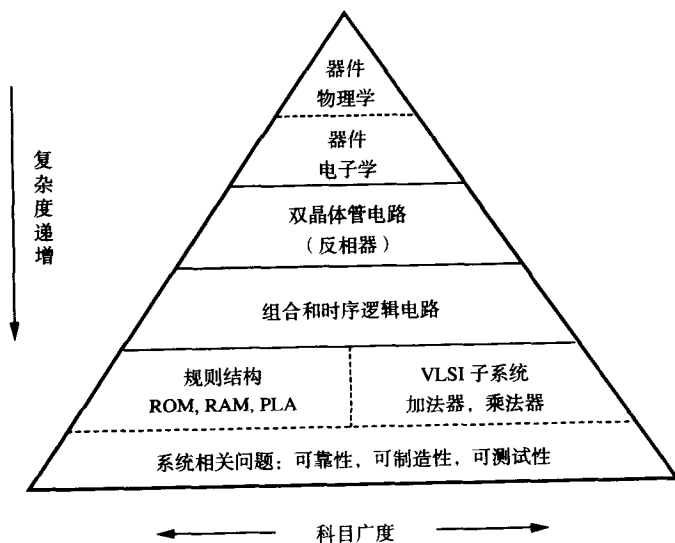 器件
物理学
器件
电子学
复杂度递增
双晶体管电路
（反相器）
组合和时序逻辑电路
规则结构
ROM, RAM, PLA
VLSI 子系统
加法器，乘法器
系统相关问题：可靠性，可制造性，可测试性
科目广度